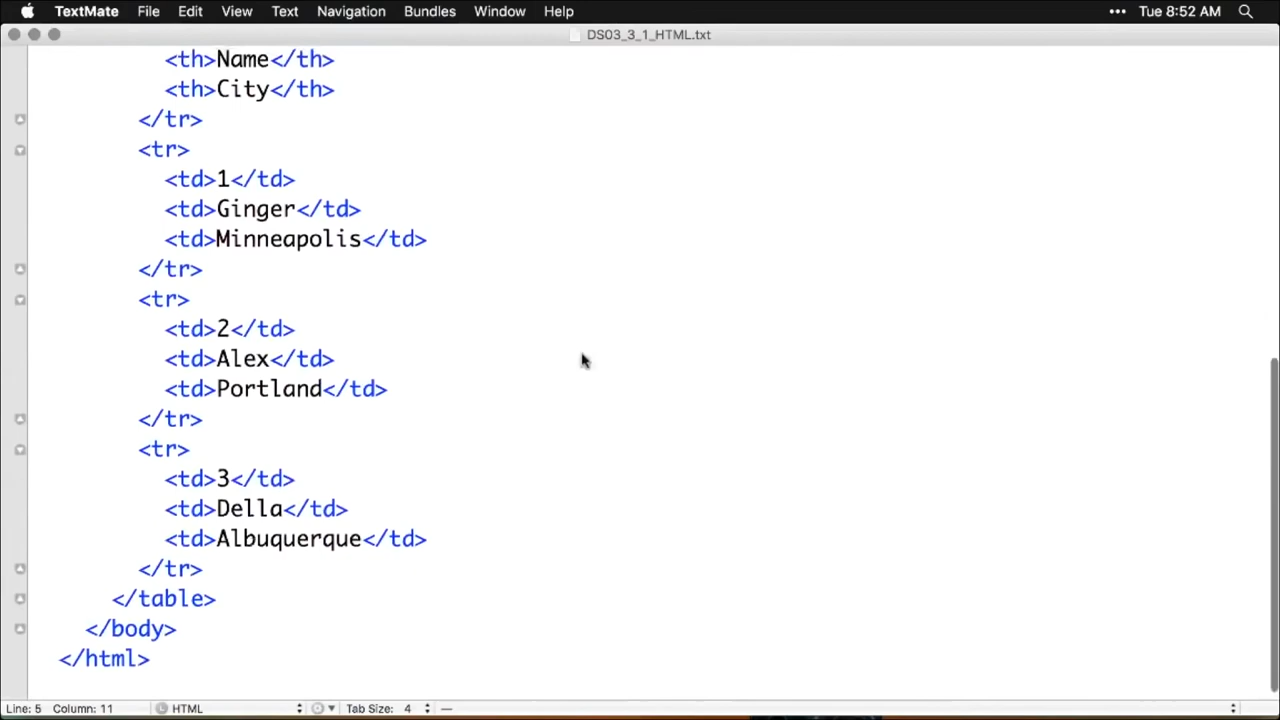 TextMate File Edit View Text Navigation Bundles Window Help ••• Tue 8:52 AM
DS03_3_1_HTML.txt
<th>Name</th>
<th>City</th>
</tr>
<tr>
<td>1</td>
<td>Ginger</td>
<td>Minneapolis</td>
</tr>
<tr>
<td>2</td>
<td>Alex</td>
<td>Portland</td>
</tr>
<tr>
<td>3</td>
<td>Della</td>
<td>Albuquerque</td>
</tr>
</table>
</body>
</html>
Line: 5 Column: 11 L HTML Tab Size: 4 —